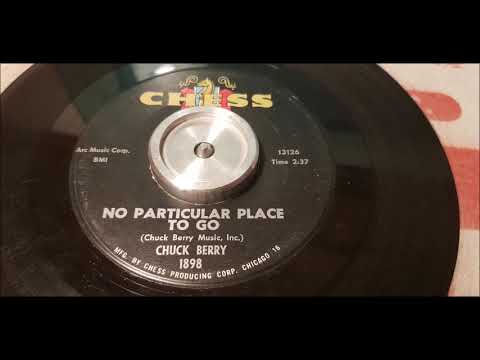 CHESS
Arc Music Corp.
BMI
13126
Time 2:37
NO PARTICULAR PLACE
TO GO
(Chuck Berry Music, Inc.)
CHUCK BERRY
1898
MFG. BY CHESS PRODUCING CORP. CHICAGO 16